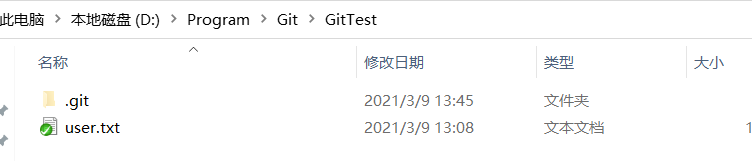 此电脑 > 本地磁盘 (D:) > Program > Git > GitTest
名称 修改日期 类型 大小
.git 2021/3/9 13:45 文件夹
user.txt 2021/3/9 13:08 文本文档 1